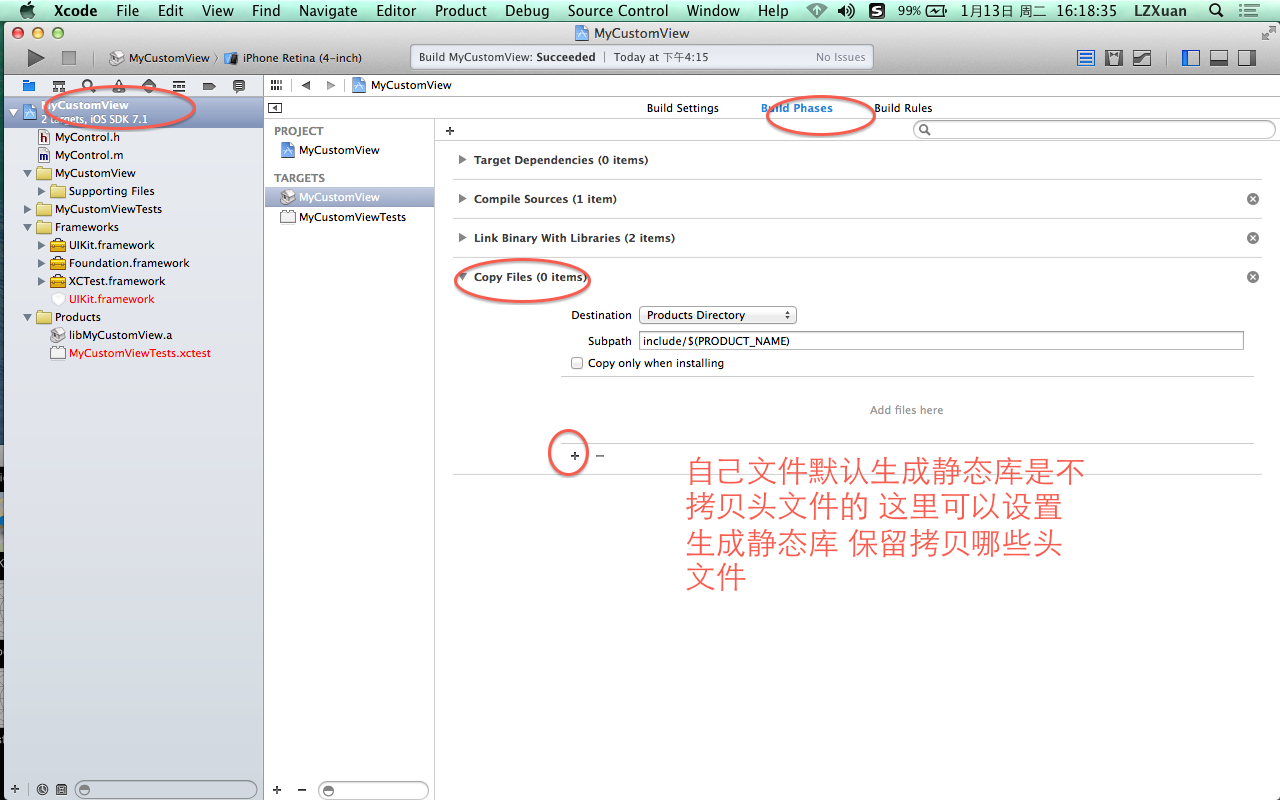 Xcode File Edit View Find Navigate Editor Product Debug Source Control Window Help 99% 1月13日 周二 16:18:35 LZXuan
MyCustomView
MyCustomView iPhone Retina (4-inch)
Build MyCustomView: Succeeded Today at 下午4:15 No Issues
MyCustomView
MyCustomView
2 targets, iOS SDK 7.1
MyControl.h
MyControl.m
MyCustomView
Supporting Files
MyCustomViewTests
Frameworks
UIKit.framework
Foundation.framework
XCTest.framework
UIKit.framework
Products
libMyCustomView.a
MyCustomViewTests.xctest
PROJECT
MyCustomView
TARGETS
MyCustomView
MyCustomViewTests
Build Settings Build Phases Build Rules
Target Dependencies (0 items)
Compile Sources (1 item)
Link Binary With Libraries (2 items)
Copy Files (0 items)
Destination Products Directory
Subpath include/$(PRODUCT_NAME)
Copy only when installing
Add files here
自己文件默认生成静态库是不
拷贝头文件的 这里可以设置
生成静态库 保留拷贝哪些头
文件